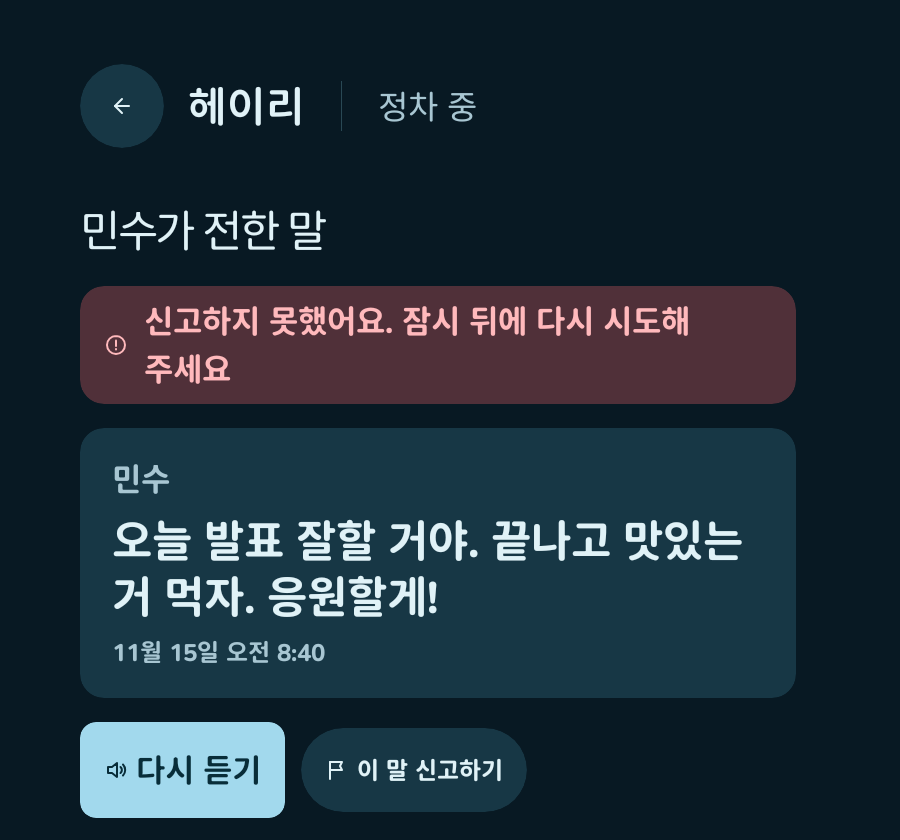 헤이리
정차 중
민수가 전한 말
신고하지 못했어요. 잠시 뒤에 다시 시도해
주세요
민수
오늘 발표 잘할 거야. 끝나고 맛있는
거 먹자. 응원할게!
11월 15일 오전 8:40
다시 듣기
이 말 신고하기